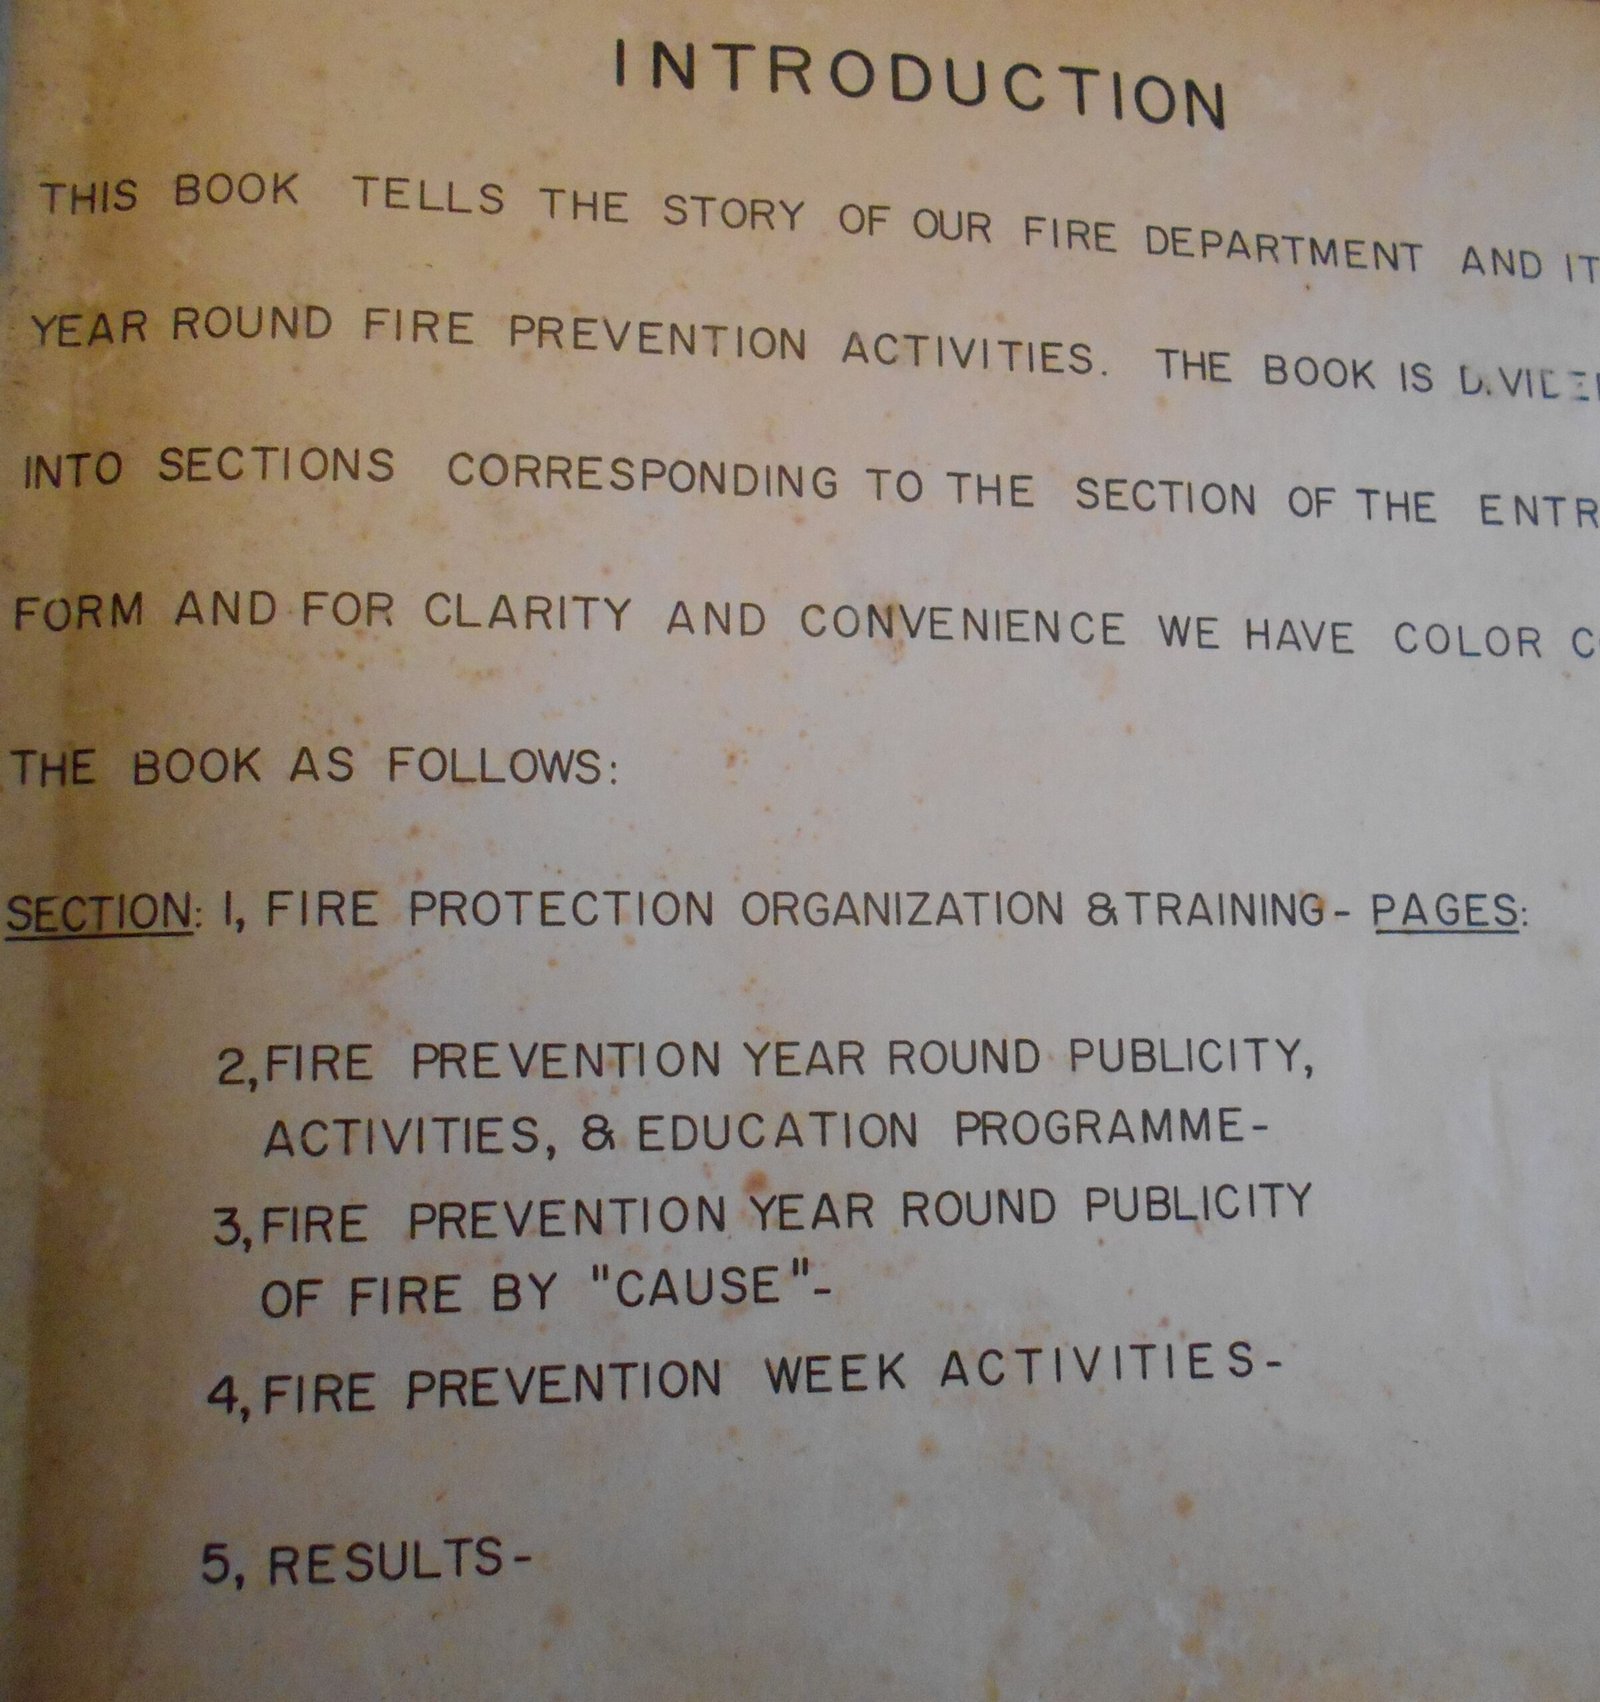 INTRODUCTION
THIS BOOK TELLS THE STORY OF OUR FIRE DEPARTMENT AND
YEAR ROUND FIRE PREVENTION ACTIVITIES. THE BOOK IS
INTO SECTIONS CORRESPONDING TO THE SECTION OF THE
FORM AND FOR CLARITY AND CONVENIENCE WE HAVE COLOR
THE BOOK AS FOLLOWS:
SECTION: 1, FIRE PROTECTION ORGANIZATION & TRAINING- PAGES:
2, FIRE PREVENTION YEAR ROUND PUBLICITY,
ACTIVITIES, & EDUCATION PROGRAMME-
3, FIRE PREVENTION YEAR ROUND PUBLICITY
OF FIRE BY "CAUSE"-
4, FIRE PREVENTION WEEK ACTIVITIES-
5, RESULTS-